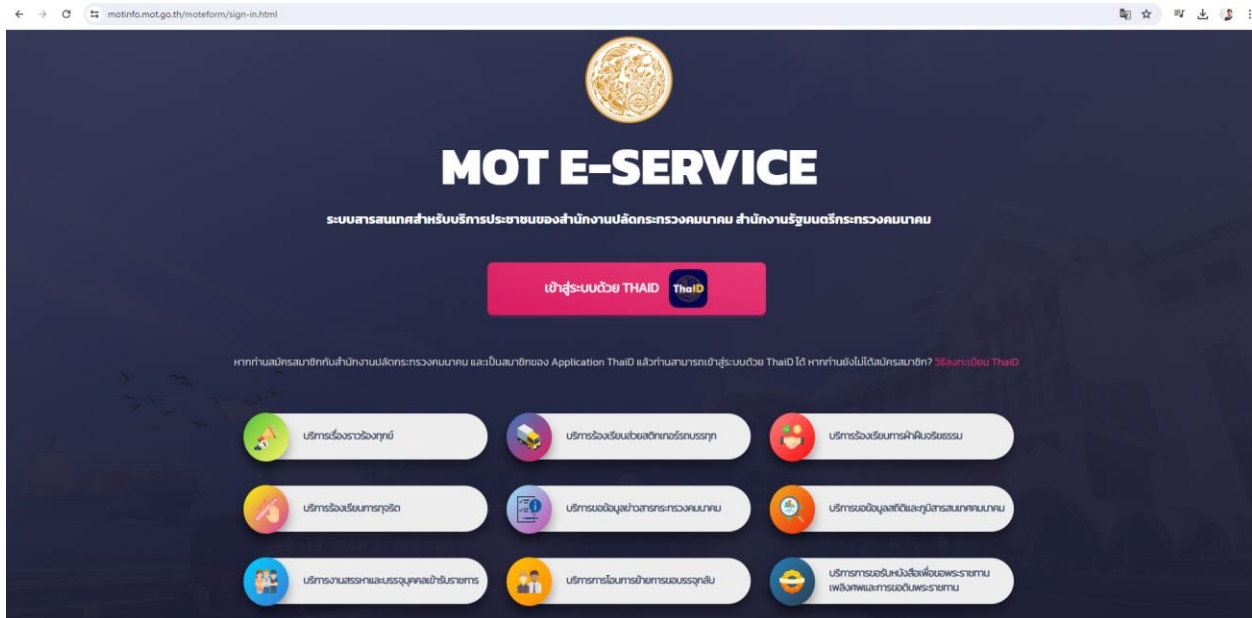 motinfo.mot.go.th/moteform/sign-in.html
MOT E-SERVICE
ระบบสารสนเทศสำหรับบริการประชาชนของสำนักงานปลัดกระทรวงคมนาคม สำนักงานรัฐมนตรีกระทรวงคมนาคม
เข้าสู่ระบบด้วย THAID ThaID
หากท่านสมัครสมาชิกกับสำนักงานปลัดกระทรวงคมนาคม และเป็นสมาชิกของ Application ThaiD แล้วท่านสามารถเข้าสู่ระบบด้วย ThaiD ได้ หากท่านยังไม่ได้สมัครสมาชิก? วิธีลงทะเบียน ThaiD
บริการเรื่องราวร้องทุกข์
บริการร้องเรียนส่วยสติกเกอร์รถบรรทุก
บริการร้องเรียนการฝ่าฝืนจริยธรรม
บริการร้องเรียนการทุจริต
บริการขอข้อมูลข่าวสารกระทรวงคมนาคม
บริการขอข้อมูลสถิติและภูมิสารสนเทศคมนาคม
บริการงานสรรหาและบรรจุบุคคลเข้ารับราชการ
บริการการโอนการย้ายการขอบรรจุกลับ
บริการการขอรับหนังสือเพื่อขอพระราชทาน
เพลิงศพและการขอดินพระราชทาน